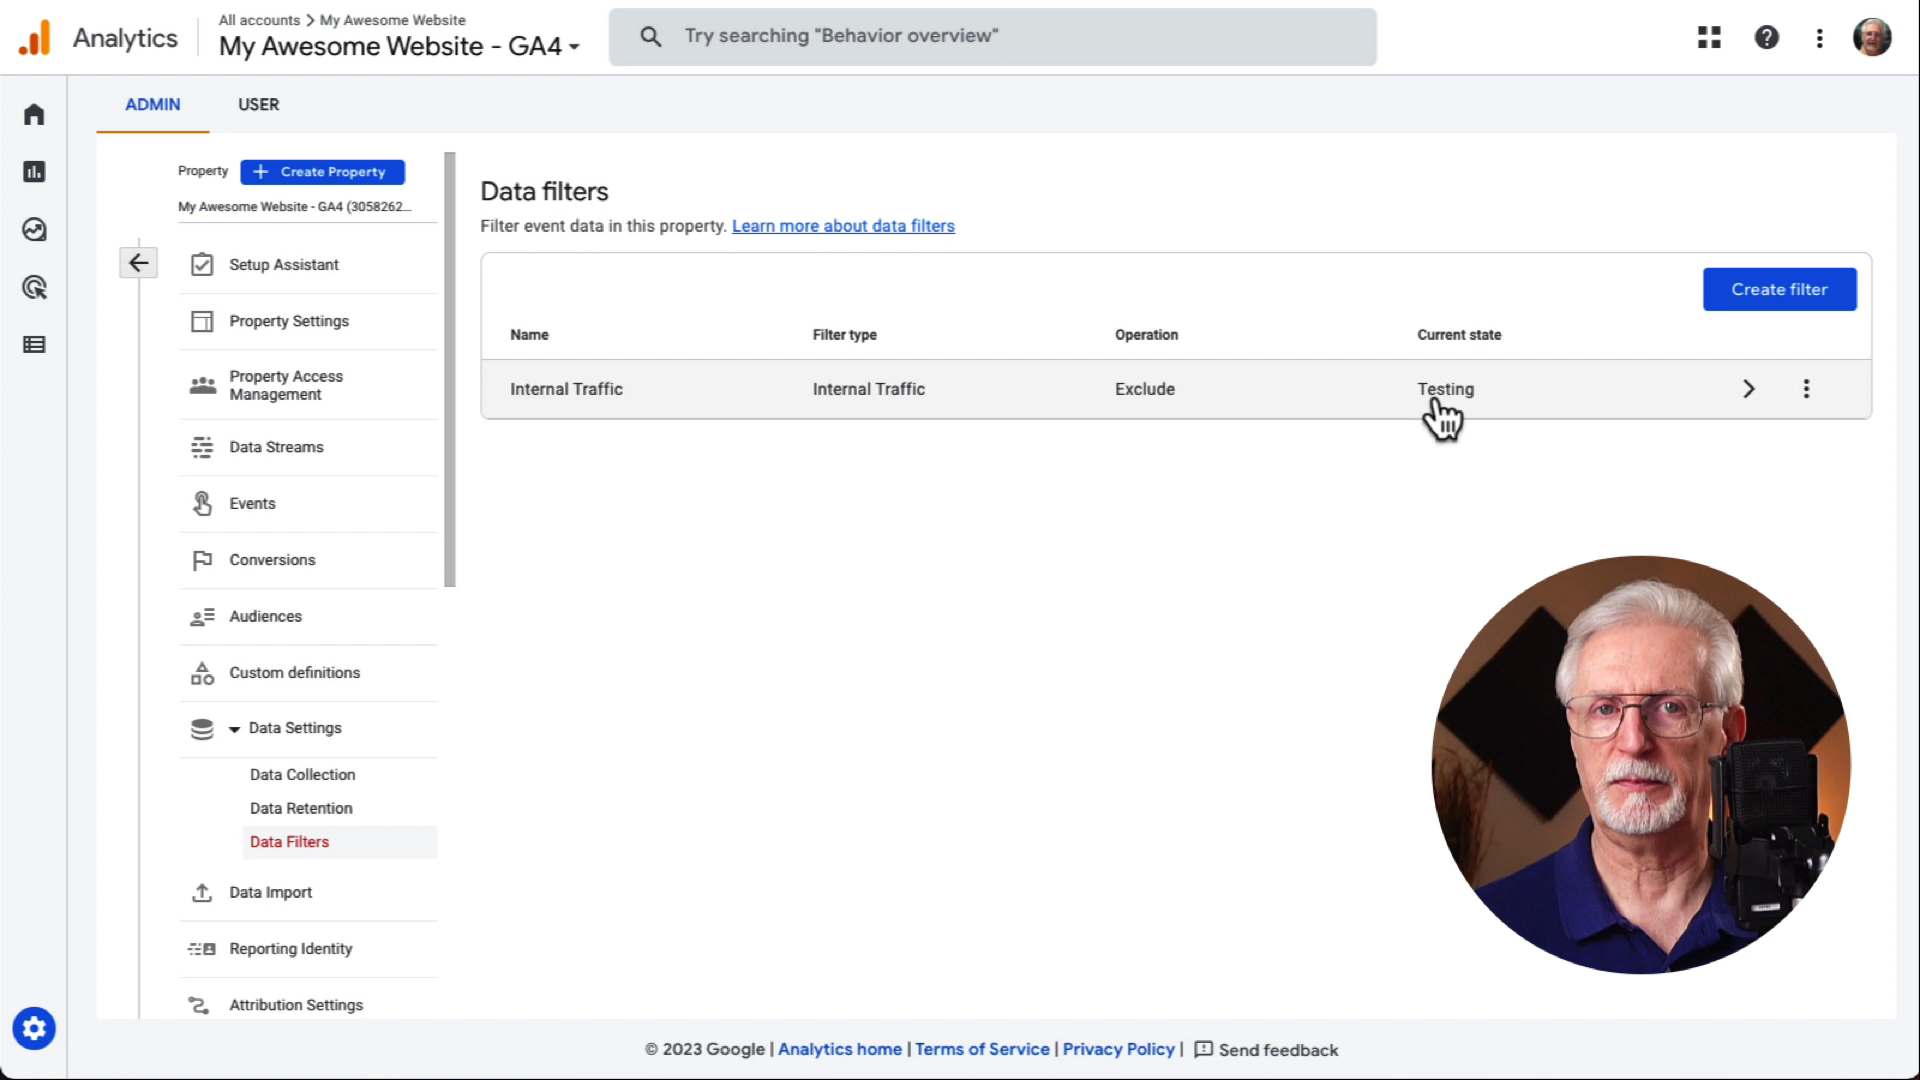 Analytics
All accounts > My Awesome Website
My Awesome Website - GA4
Try searching "Behavior overview"
ADMIN
USER
Property
+ Create Property
My Awesome Website - GA4 (3058262...
Setup Assistant
Property Settings
Property Access
Management
Data Streams
Events
Conversions
Audiences
Custom definitions
Data Settings
Data Collection
Data Retention
Data Filters
Data Import
Reporting Identity
Attribution Settings
Data filters
Filter event data in this property. Learn more about data filters
Create filter
Name Filter type Operation Current state
Internal Traffic Internal Traffic Exclude Testing
© 2023 Google | Analytics home | Terms of Service | Privacy Policy | Send feedback